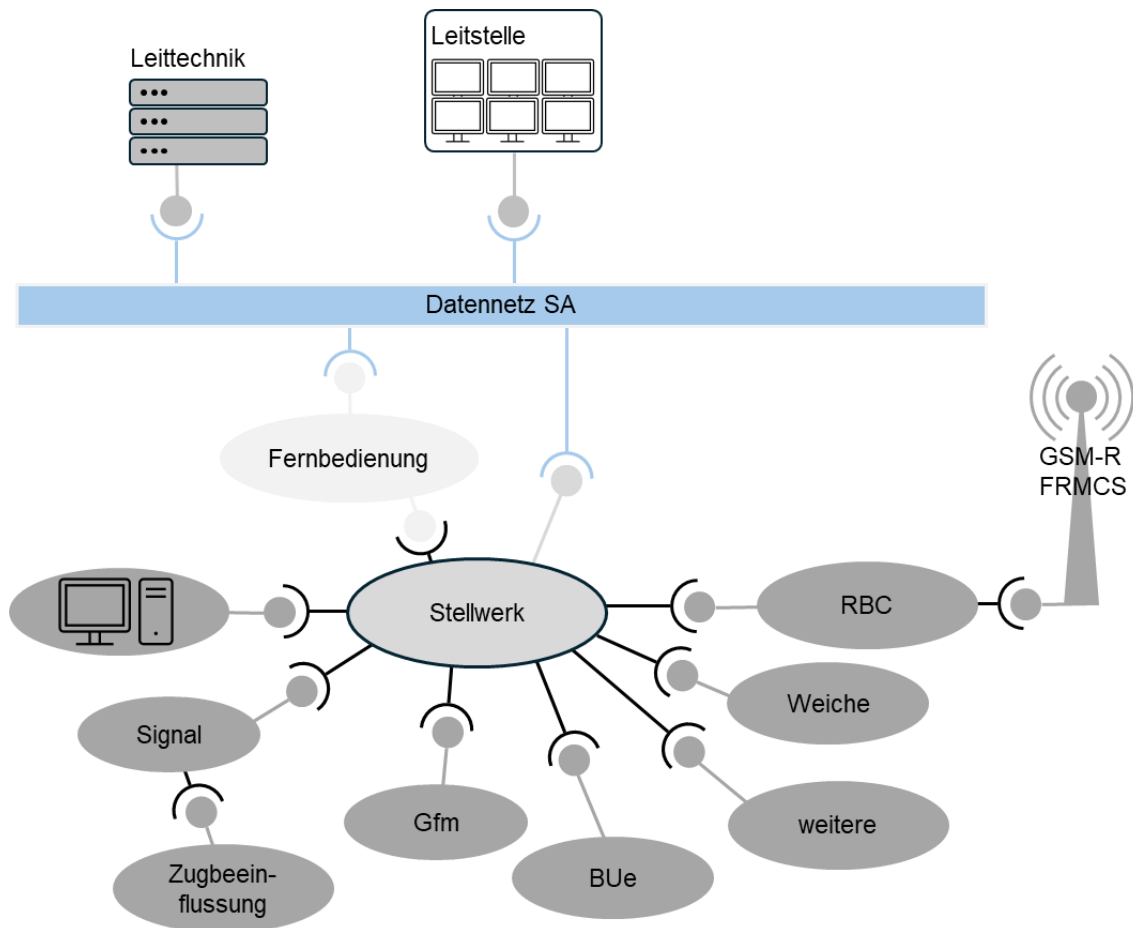 Leitstelle
Leittechnik
Datennetz SA
Fernbedienung
GSM-R
FRMCS
Stellwerk
RBC
Weiche
Signal
Gfm
weitere
Zugbeein-
flussung
BUe